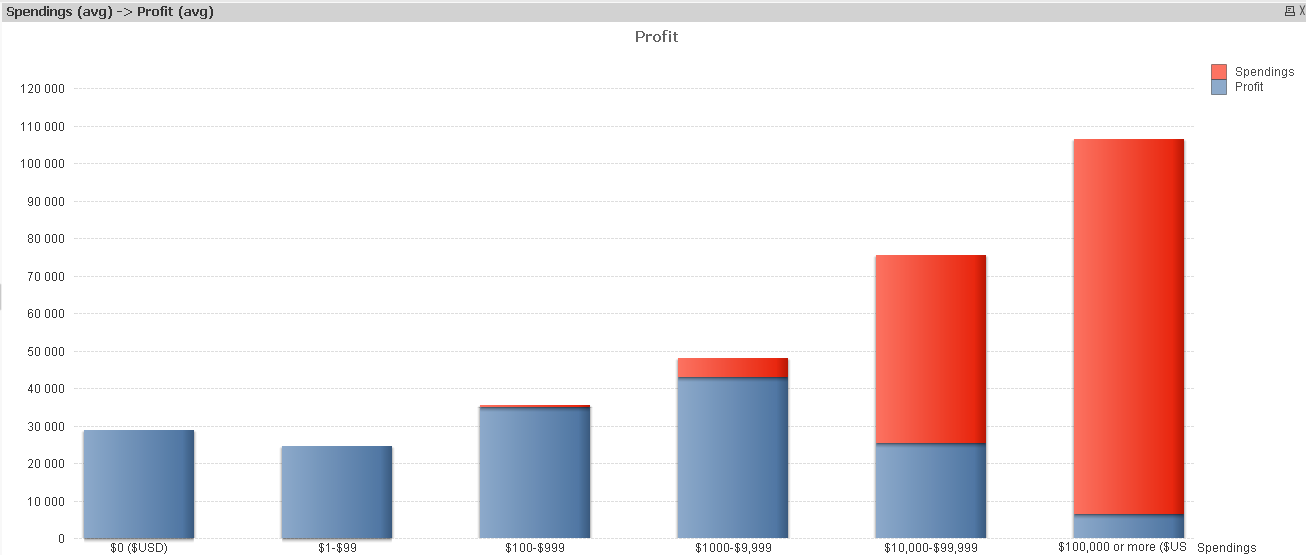 Spendings (avg) -> Profit (avg)
Profit
Spendings
Profit
120 000
110 000
100 000
90 000
80 000
70 000
60 000
50 000
40 000
30 000
20 000
10 000
0
$0 ($USD)
$1-$99
$100-$999
$1000-$9,999
$10,000-$99,999
$100,000 or more ($US
Spendings